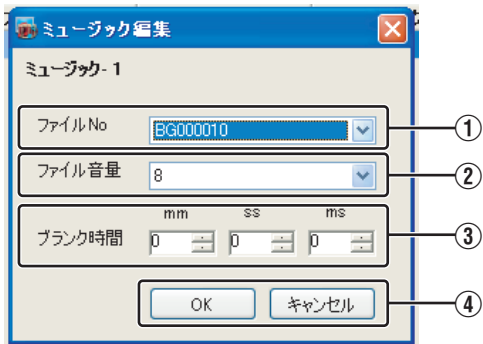 ミュージック編集
ミュージック- 1
ファイルNo BG000010 ①
ファイル音量 8 ②
mm ss ms
ブランク時間 0 0 0 ③
OK キャンセル ④